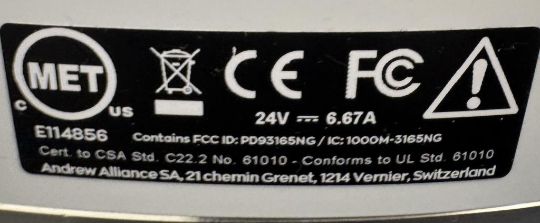 MET
C
US
CE
FC
E114856
24V ⎓ 6.67A
Contains FCC ID: PD93165NG / IC: 1000M-3165NG
Cert. to CSA Std. C22.2 No. 61010 - Conforms to UL Std. 61010
Andrew Alliance SA, 21 chemin Grenet, 1214 Vernier, Switzerland